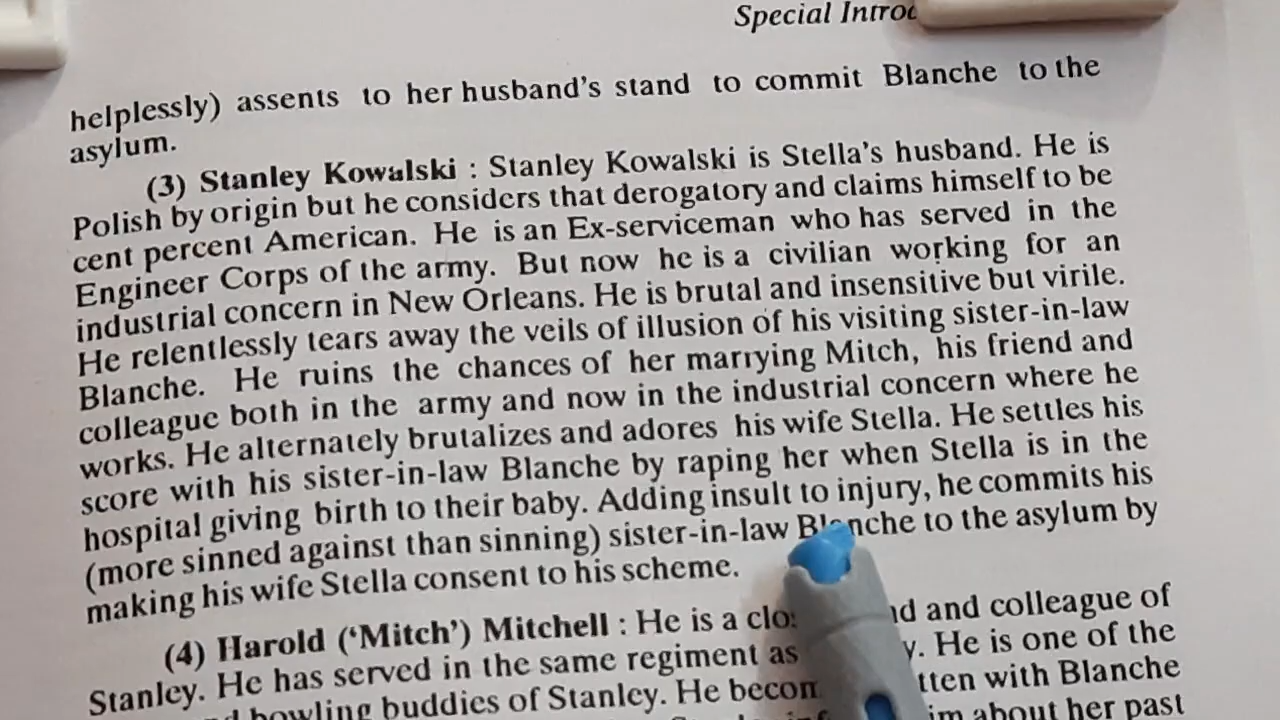 Special Introd
helplessly) assents to her husband's stand to commit Blanche to the
asylum.
(3) Stanley Kowalski : Stanley Kowalski is Stella's husband. He is
Polish by origin but he considers that derogatory and claims himself to be
cent percent American. He is an Ex-serviceman who has served in the
Engineer Corps of the army. But now he is a civilian working for an
industrial concern in New Orleans. He is brutal and insensitive but virile.
He relentlessly tears away the veils of illusion of his visiting sister-in-law
Blanche. He ruins the chances of her marrying Mitch, his friend and
colleague both in the army and now in the industrial concern where he
works. He alternately brutalizes and adores his wife Stella. He settles his
score with his sister-in-law Blanche by raping her when Stella is in the
hospital giving birth to their baby. Adding insult to injury, he commits his
(more sinned against than sinning) sister-in-law Blanche to the asylum by
making his wife Stella consent to his scheme.
(4) Harold ('Mitch') Mitchell : He is a clo nd and colleague of
Stanley. He has served in the same regiment as y. He is one of the
bowling buddies of Stanley. He becom tten with Blanche
im about her past